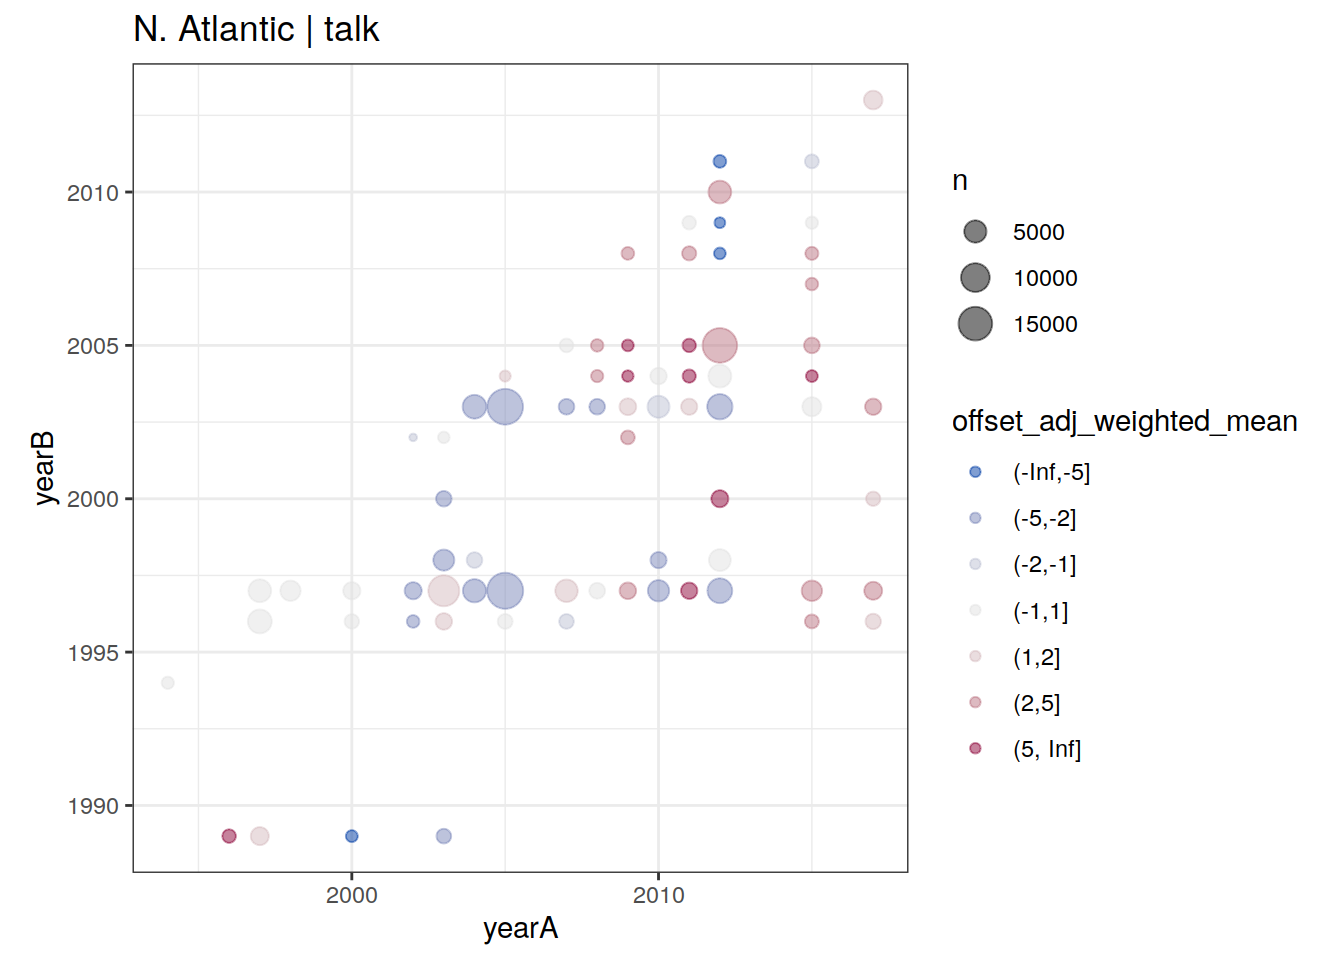 N. Atlantic | talk
yearB
2010
2005
2000
1995
1990
2000
2010
yearA
n
5000
10000
15000
offset_adj_weighted_mean
(-Inf,-5]
(-5,-2]
(-2,-1]
(-1,1]
(1,2]
(2,5]
(5, Inf]